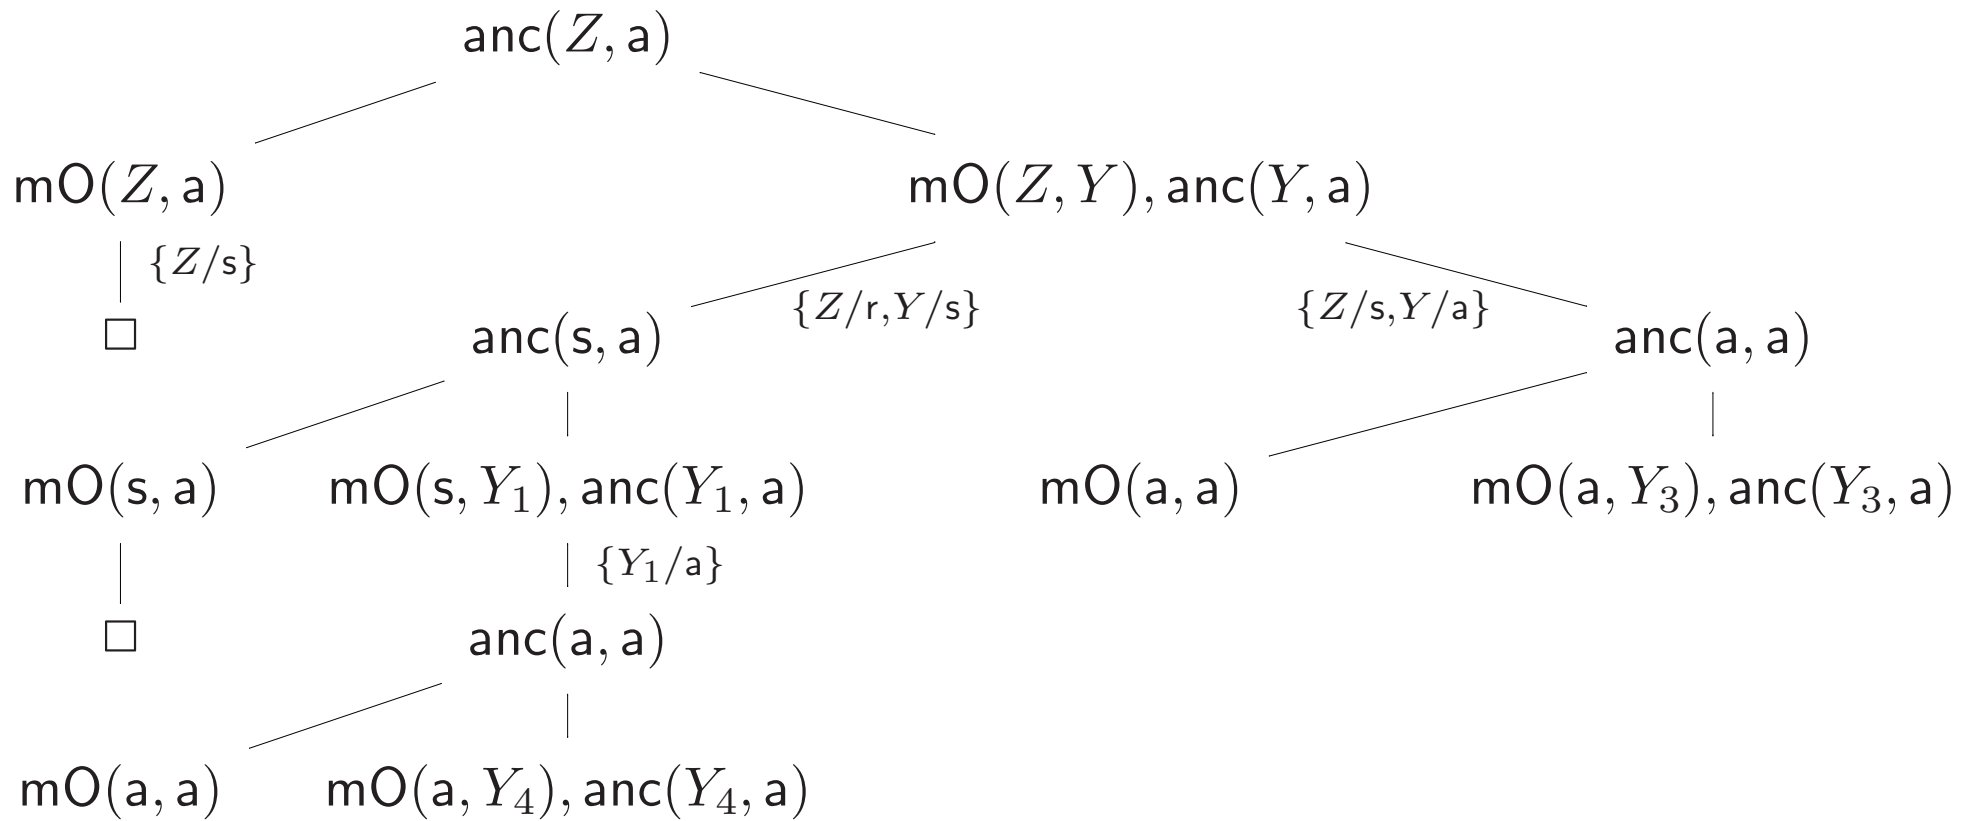 anc(Z, a)
mO(Z, a) mO(Z, Y), anc(Y, a)
{Z/s}
{Z/r,Y/s} {Z/s,Y/a}
□ anc(s, a) anc(a, a)
mO(s, a) mO(s, Y₁), anc(Y₁, a) mO(a, a) mO(a, Y₃), anc(Y₃, a)
{Y₁/a}
□ anc(a, a)
mO(a, a) mO(a, Y₄), anc(Y₄, a)